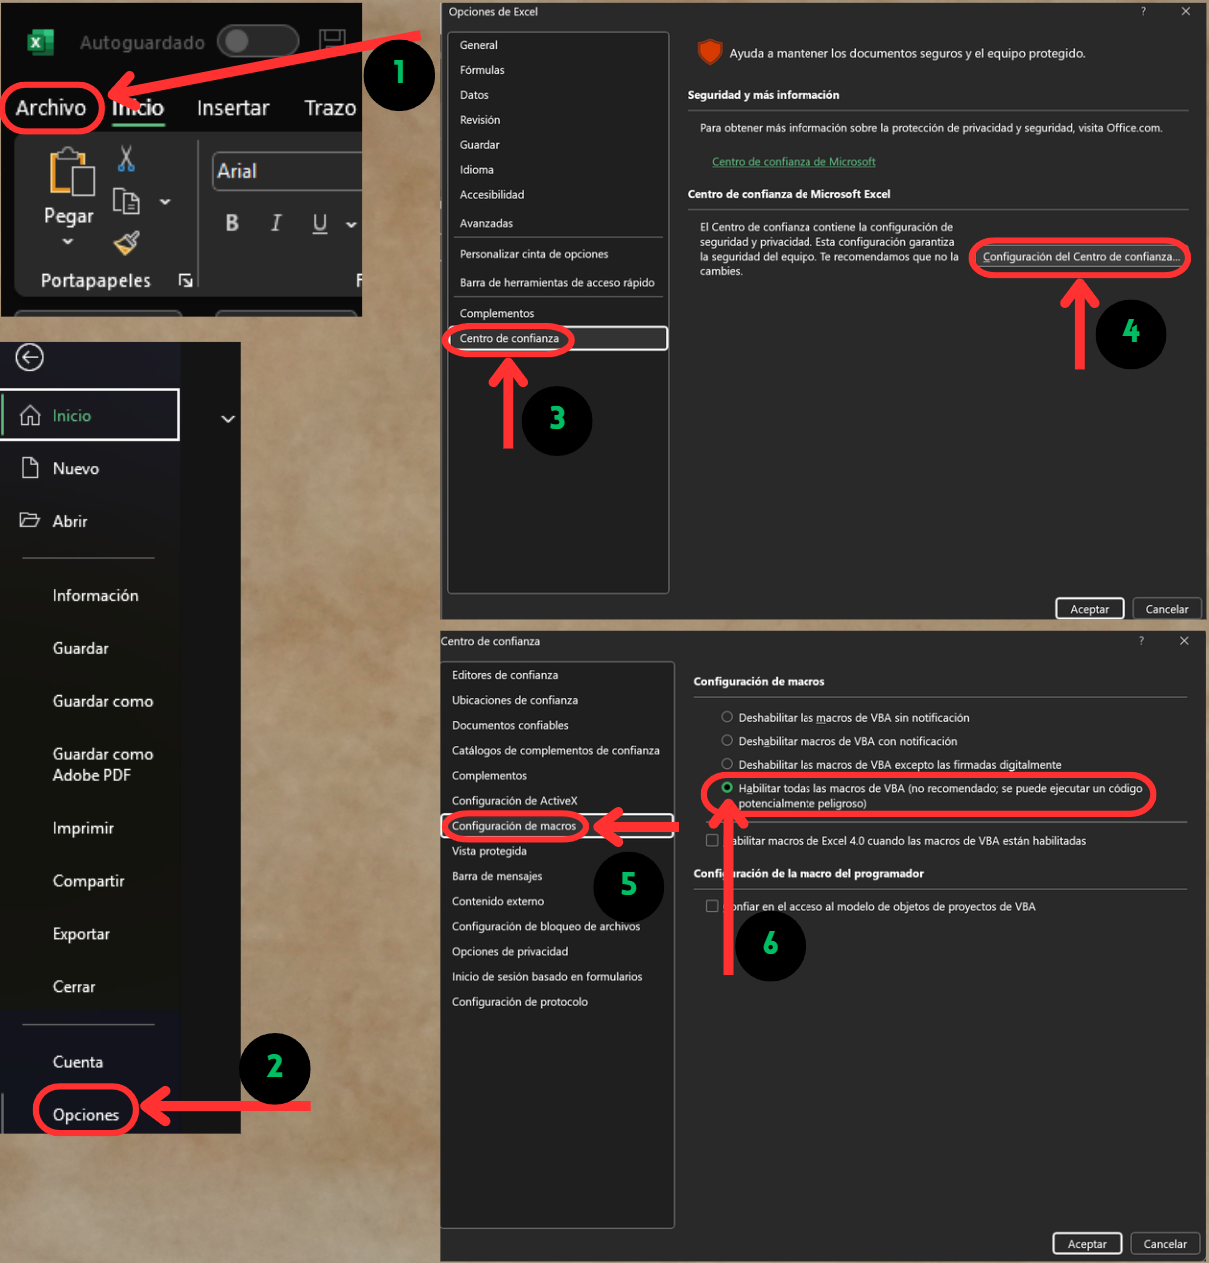 Autoguardado
Archivo
Inicio
Insertar
Trazo
Pegar
Arial
B I U
Portapapeles
F
1
Inicio
Nuevo
Abrir
Información
Guardar
Guardar como
Guardar como
Adobe PDF
Imprimir
Compartir
Exportar
Cerrar
Cuenta
Opciones
2
Opciones de Excel
?
General
Fórmulas
Datos
Revisión
Guardar
Idioma
Accesibilidad
Avanzadas
Personalizar cinta de opciones
Barra de herramientas de acceso rápido
Complementos
Centro de confianza
3
Ayuda a mantener los documentos seguros y el equipo protegido.
Seguridad y más información
Para obtener más información sobre la protección de privacidad y seguridad, visita Office.com.
Centro de confianza de Microsoft
Centro de confianza de Microsoft Excel
El Centro de confianza contiene la configuración de
seguridad y privacidad. Esta configuración garantiza
la seguridad del equipo. Te recomendamos que no la
cambies.
Configuración del Centro de confianza...
4
Aceptar
Cancelar
Centro de confianza
?
Editores de confianza
Ubicaciones de confianza
Documentos confiables
Catálogos de complementos de confianza
Complementos
Configuración de ActiveX
Configuración de macros
Vista protegida
Barra de mensajes
Contenido externo
Configuración de bloqueo de archivos
Opciones de privacidad
Inicio de sesión basado en formularios
Configuración de protocolo
5
Configuración de macros
Deshabilitar las macros de VBA sin notificación
Deshabilitar macros de VBA con notificación
Deshabilitar las macros de VBA excepto las firmadas digitalmente
Habilitar todas las macros de VBA (no recomendado; se puede ejecutar un código
potencialmente peligroso)
Habilitar macros de Excel 4.0 cuando las macros de VBA están habilitadas
Configuración de la macro del programador
Confiar en el acceso al modelo de objetos de proyectos de VBA
6
Aceptar
Cancelar